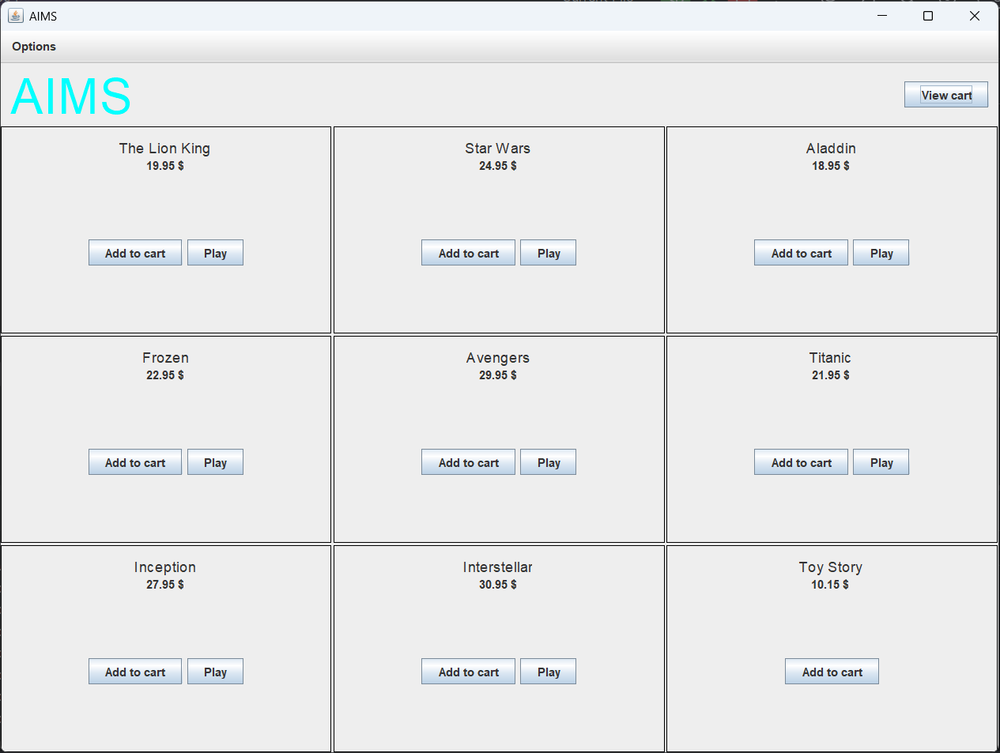 AIMS
Options
AIMS
View cart
The Lion King
19.95 $
Add to cart
Play
Star Wars
24.95 $
Add to cart
Play
Aladdin
18.95 $
Add to cart
Play
Frozen
22.95 $
Add to cart
Play
Avengers
29.95 $
Add to cart
Play
Titanic
21.95 $
Add to cart
Play
Inception
27.95 $
Add to cart
Play
Interstellar
30.95 $
Add to cart
Play
Toy Story
10.15 $
Add to cart